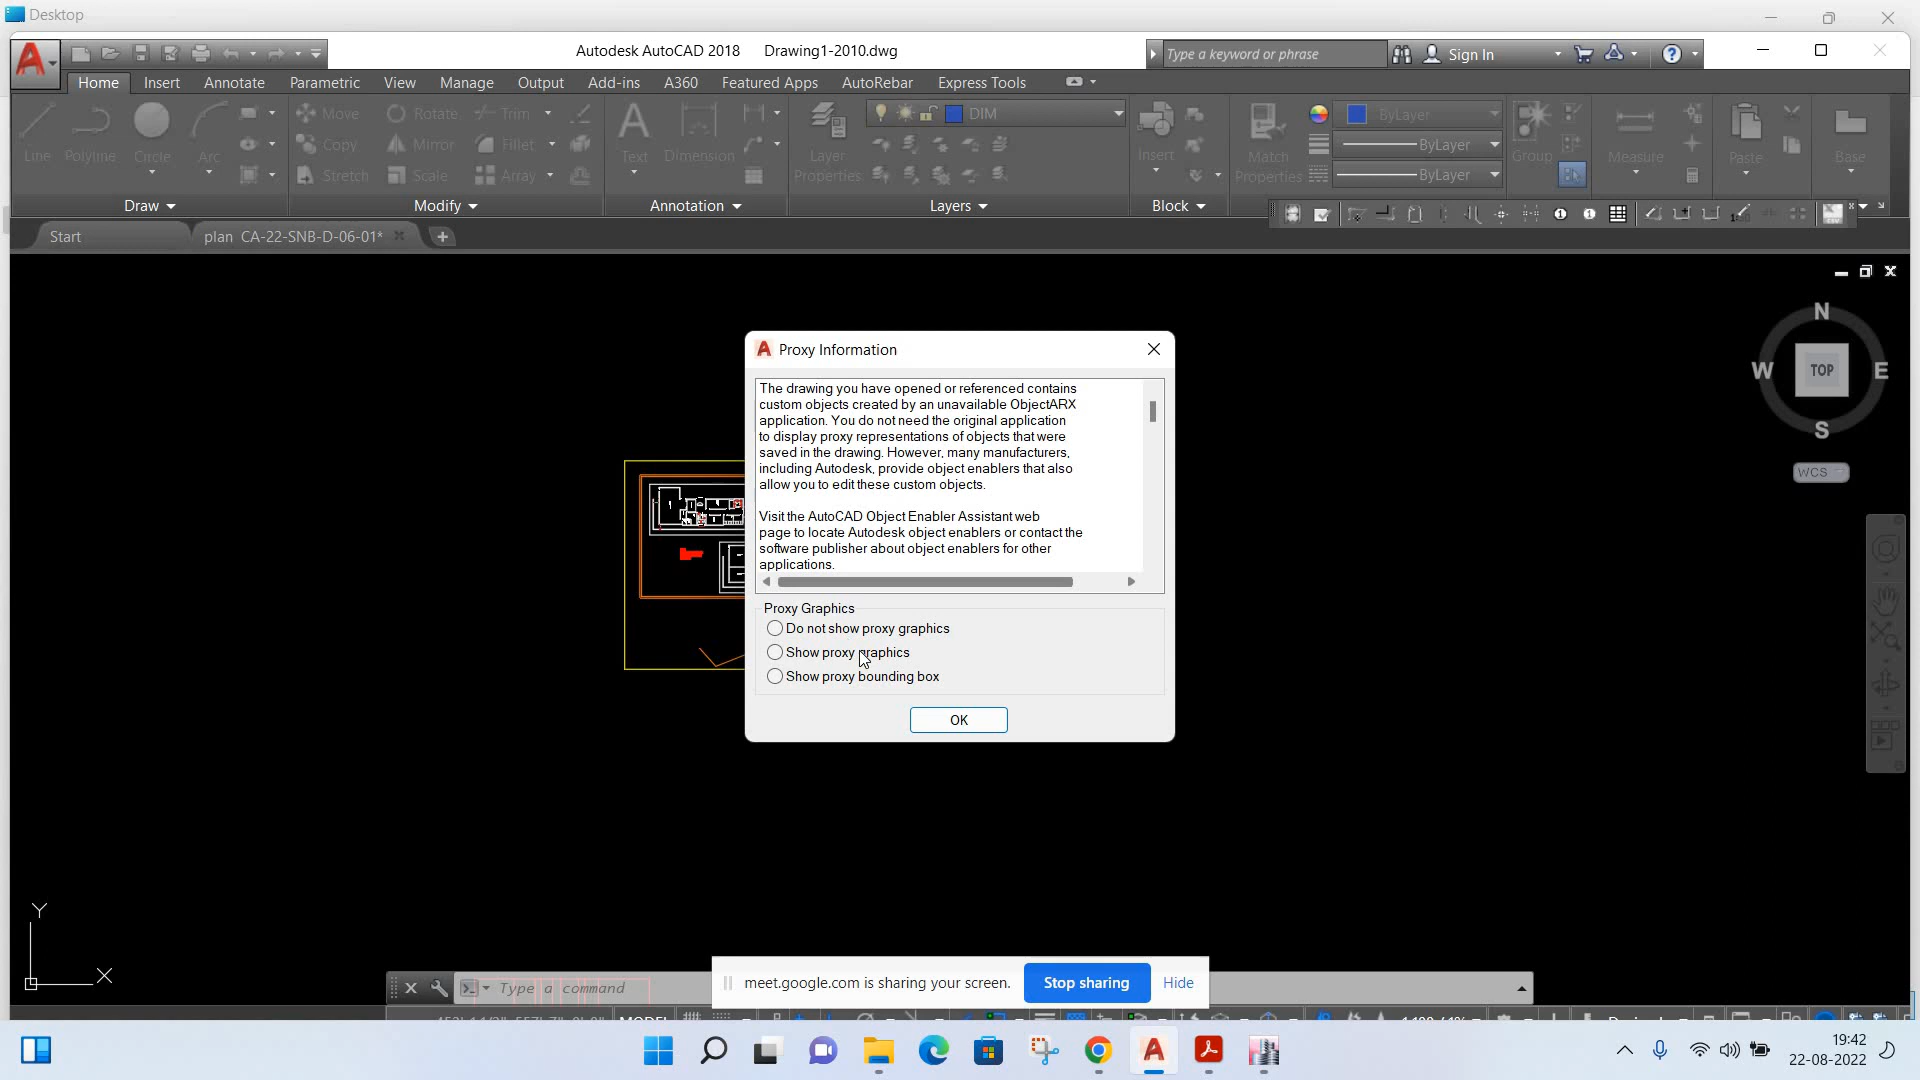 Desktop
Autodesk AutoCAD 2018 Drawing1-2010.dwg
Type a keyword or phrase
Sign In
Home Insert Annotate Parametric View Manage Output Add-ins A360 Featured Apps AutoRebar Express Tools
Line Polyline Circle Arc
Move Rotate Trim
Copy Mirror Fillet
Stretch Scale Array
Text Dimension
Layer Properties
DIM
Insert
Match Properties
ByLayer
ByLayer
ByLayer
Group
Measure
Paste
Base
Draw Modify Annotation Layers Block
Start plan CA-22-SNB-D-06-01*
N
W TOP E
S
WCS
Proxy Information
The drawing you have opened or referenced contains
custom objects created by an unavailable ObjectARX
application. You do not need the original application
to display proxy representations of objects that were
saved in the drawing. However, many manufacturers,
including Autodesk, provide object enablers that also
allow you to edit these custom objects.
Visit the AutoCAD Object Enabler Assistant web
page to locate Autodesk object enablers or contact the
software publisher about object enablers for other
applications.
Proxy Graphics
Do not show proxy graphics
Show proxy graphics
Show proxy bounding box
OK
Y
X
Type a command
meet.google.com is sharing your screen. Stop sharing Hide
MODEL
19:42
22-08-2022